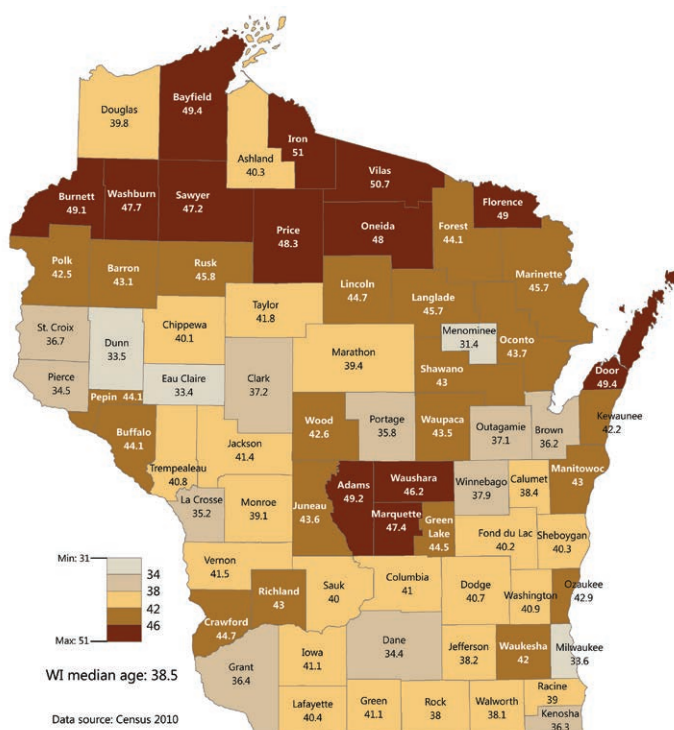 Bayfield
49.4
Douglas
39.8
Iron
51
Ashland
40.3
Vilas
50.7
Burnett
49.1
Washburn
47.7
Sawyer
47.2
Florence
49
Price
48.3
Oneida
48
Forest
44.1
Polk
42.5
Barron
43.1
Rusk
45.8
Marinette
45.7
Lincoln
44.7
Langlade
45.7
Taylor
41.8
St. Croix
36.7
Dunn
33.5
Chippewa
40.1
Menominee
31.4
Oconto
43.7
Marathon
39.4
Shawano
43
Door
49.4
Pierce
34.5
Eau Claire
33.4
Clark
37.2
Pepin 44.1
Buffalo
44.1
Wood
42.6
Portage
35.8
Waupaca
43.5
Outagamie
37.1
Brown
36.2
Kewaunee
42.2
Trempealeau
40.8
Jackson
41.4
Adams
49.2
Waushara
46.2
Winnebago
37.9
Calumet
38.4
Manitowoc
43
La Crosse
35.2
Monroe
39.1
Juneau
43.6
Marquette
47.4
Green
Lake
44.5
Fond du Lac
40.2
Sheboygan
40.3
Vernon
41.5
Richland
43
Sauk
40
Columbia
41
Dodge
40.7
Washington
40.9
Ozaukee
42.9
Crawford
44.7
Grant
36.4
Iowa
41.1
Dane
34.4
Jefferson
38.2
Waukesha
42
Milwaukee
33.6
Lafayette
40.4
Green
41.1
Rock
38
Walworth
38.1
Racine
39
Kenosha
36.3
Min: 31
34
38
42
46
Max: 51
WI median age: 38.5
Data source: Census 2010